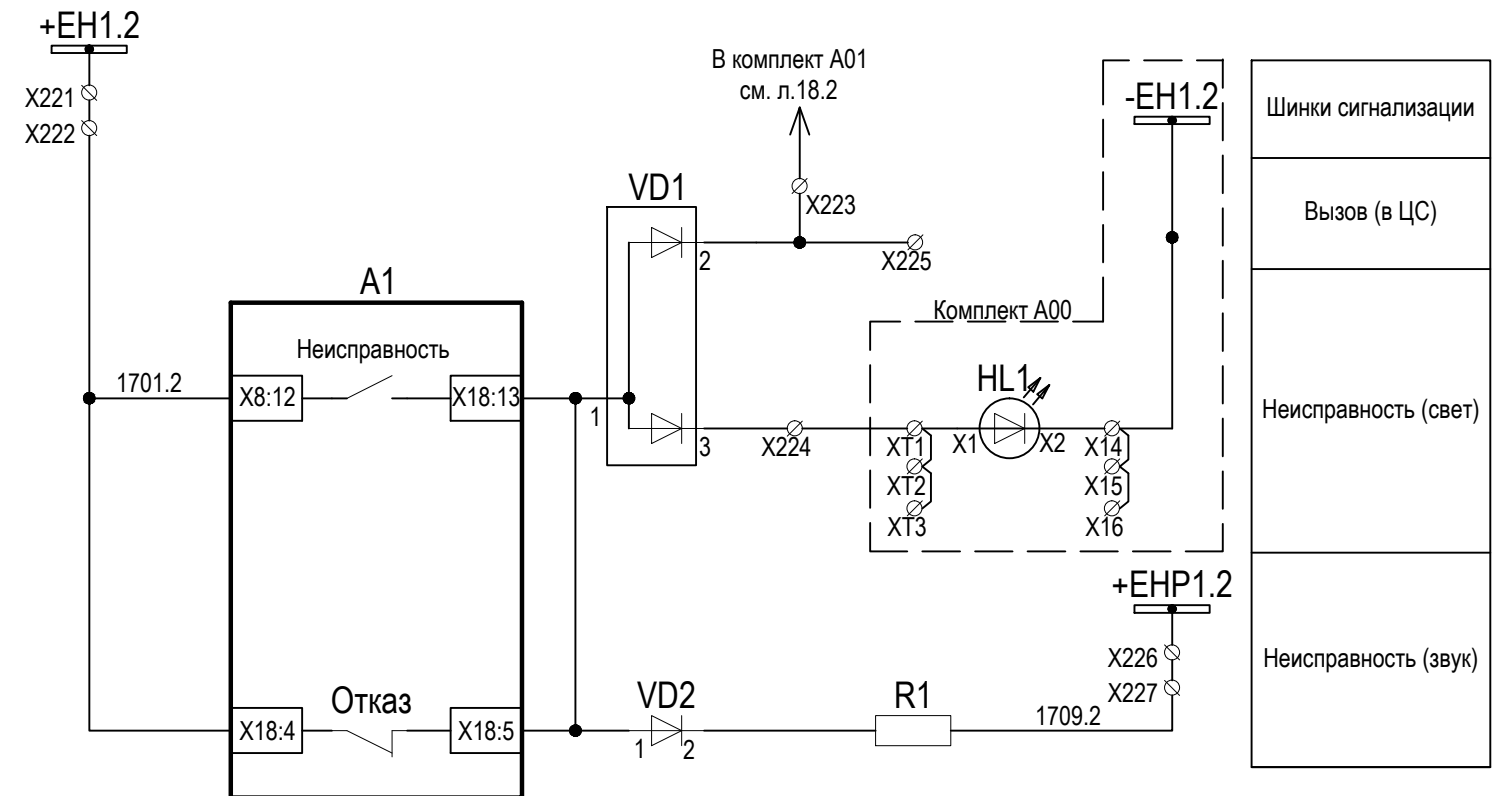 +EH1.2
X221
X222
1701.2
A1
Неисправность
X8:12
X18:13
Отказ
X18:4
X18:5
В комплект А01
см. л.18.2
X223
VD1
2
X225
1
3
X224
Комплект А00
-EH1.2
HL1
XT1
X1
X2
X14
XT2
X15
XT3
X16
+EHP1.2
X226
X227
VD2
1
2
R1
1709.2
Шинки сигнализации
Вызов (в ЦС)
Неисправность (свет)
Неисправность (звук)